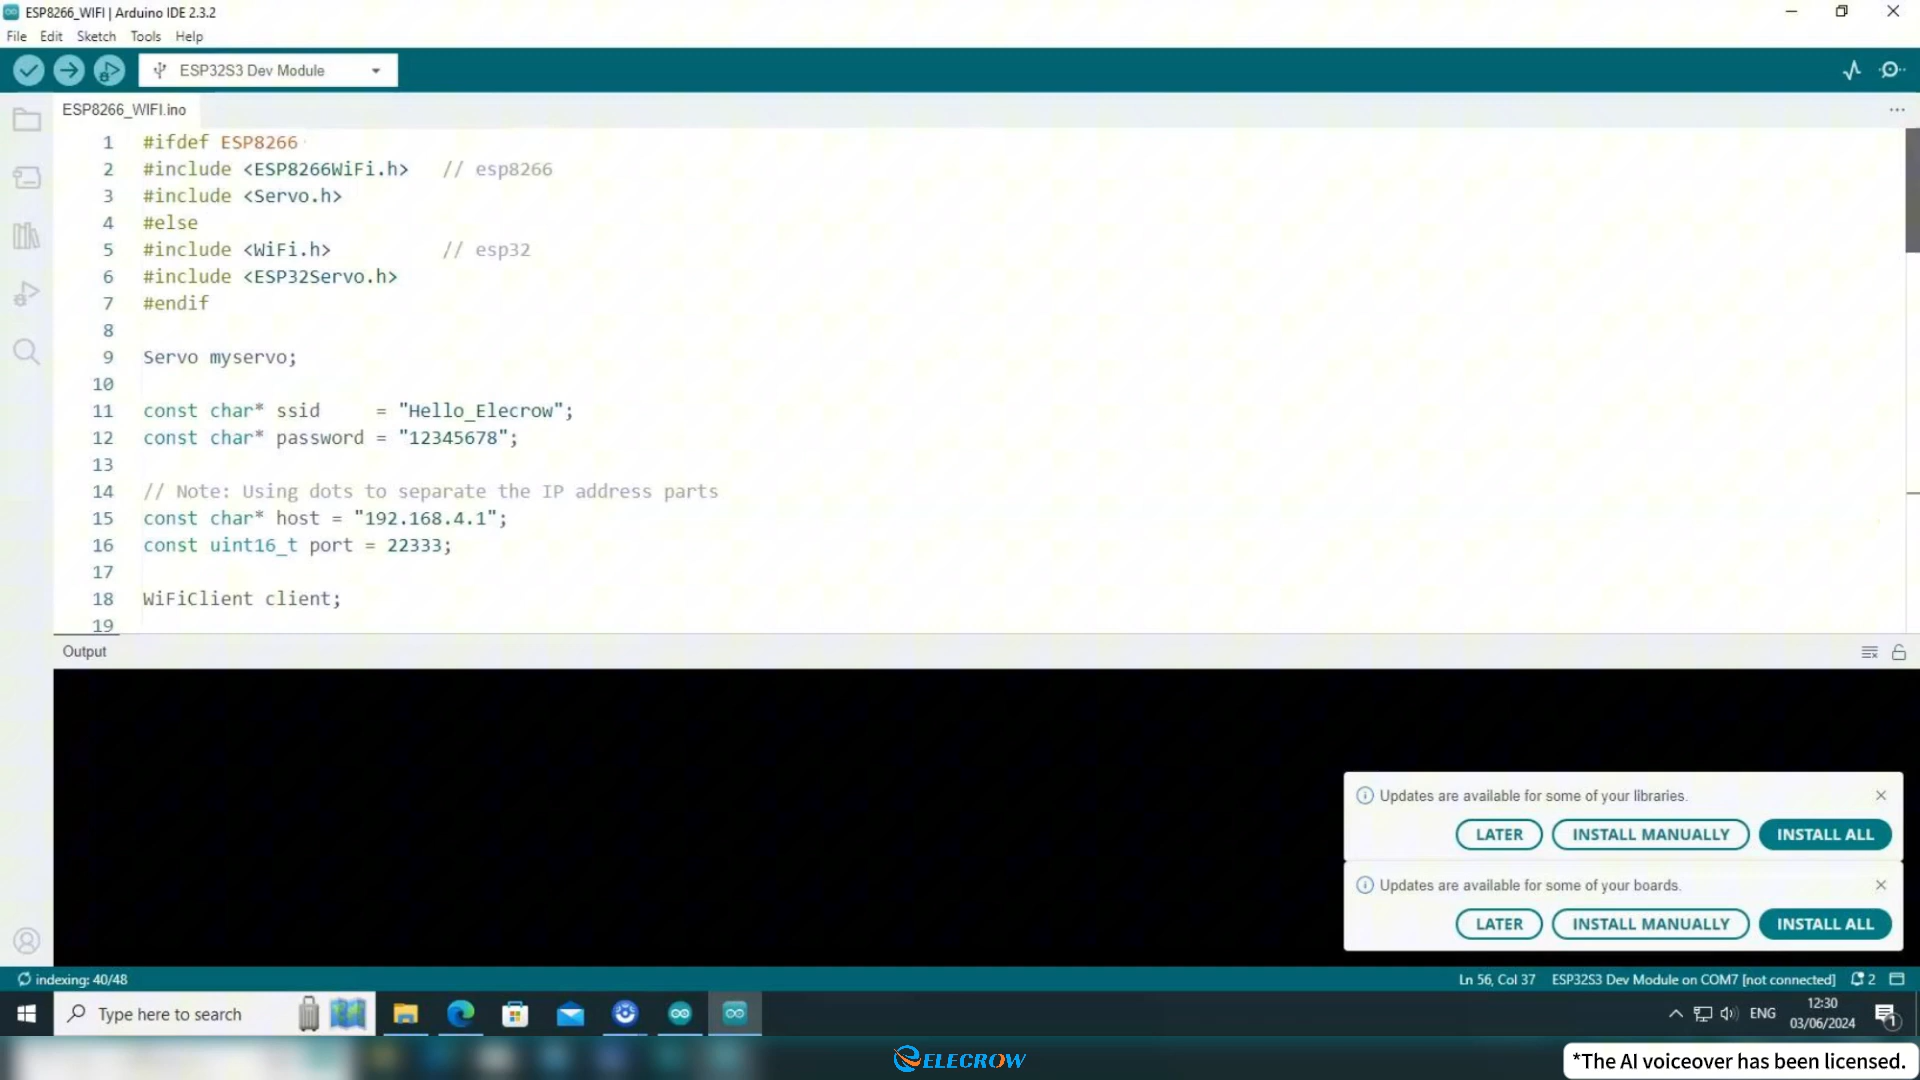 ESP8266_WIFI | Arduino IDE 2.3.2
File Edit Sketch Tools Help
ESP32S3 Dev Module
ESP8266_WIFI.ino
1 #ifdef ESP8266
2 #include <ESP8266WiFi.h> // esp8266
3 #include <Servo.h>
4 #else
5 #include <WiFi.h> // esp32
6 #include <ESP32Servo.h>
7 #endif
8
9 Servo myservo;
10
11 const char* ssid = "Hello_Elecrow";
12 const char* password = "12345678";
13
14 // Note: Using dots to separate the IP address parts
15 const char* host = "192.168.4.1";
16 const uint16_t port = 22333;
17
18 WiFiClient client;
19
Output
Updates are available for some of your libraries.
LATER INSTALL MANUALLY INSTALL ALL
Updates are available for some of your boards.
LATER INSTALL MANUALLY INSTALL ALL
indexing: 40/48 Ln 56, Col 37 ESP32S3 Dev Module on COM7 [not connected] 2
Type here to search ENG 12:30
03/06/2024 1
ELECROW
*The AI voiceover has been licensed.